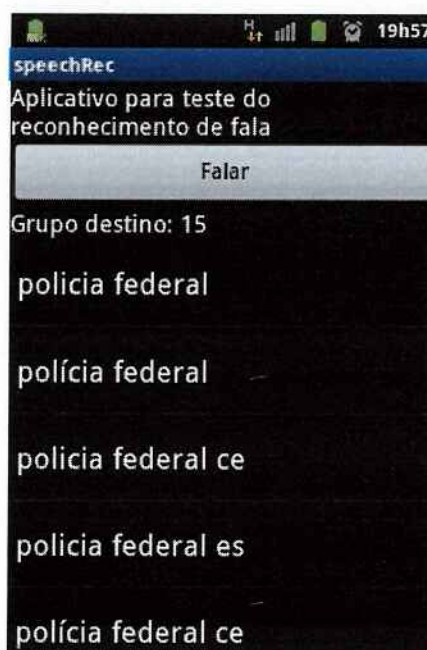 H 19h57
speechRec
Aplicativo para teste do
reconhecimento de fala
Falar
Grupo destino: 15
policia federal
polícia federal
policia federal ce
policia federal es
polícia federal ce